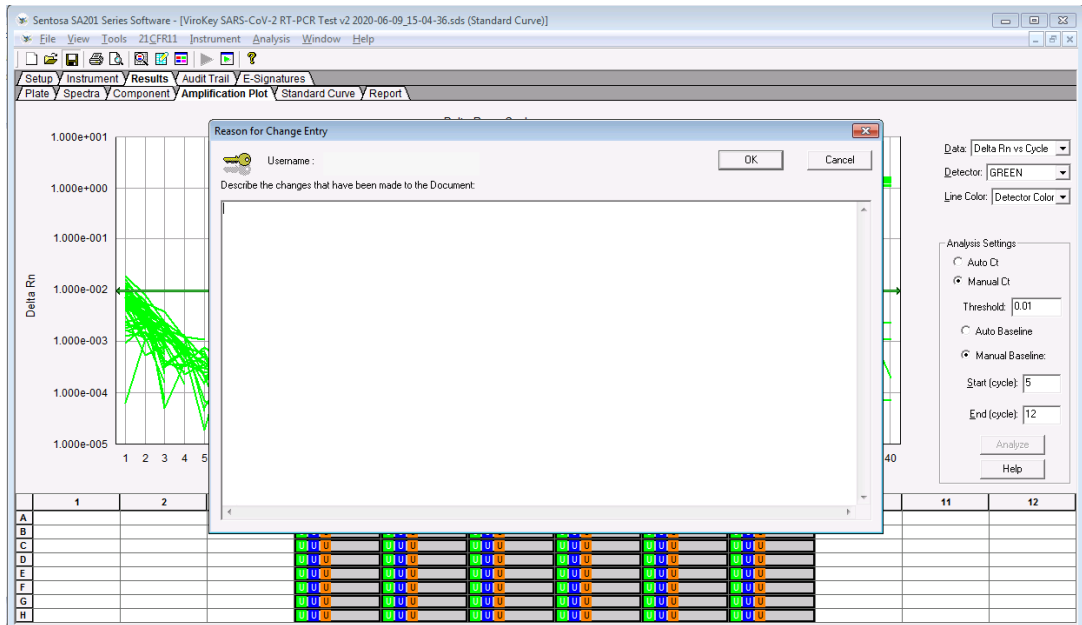 Sentosa SA201 Series Software - [ViroKey SARS-CoV-2 RT-PCR Test v2 2020-06-09_15-04-36.sds (Standard Curve)]
File View Tools 21CFR11 Instrument Analysis Window Help
Setup Instrument Results Audit Trail E-Signatures
Plate Spectra Component Amplification Plot Standard Curve Report
Reason for Change Entry
Username :
OK Cancel
Describe the changes that have been made to the Document:
Data: Delta Rn vs Cycle
Detector: GREEN
Line Color: Detector Color
Analysis Settings
Auto Ct
Manual Ct
Threshold: 0.01
Auto Baseline
Manual Baseline:
Start (cycle): 5
End (cycle): 12
Analyze
Help
Delta Rn
1.000e+001
1.000e+000
1.000e-001
1.000e-002
1.000e-003
1.000e-004
1.000e-005
1 2 3 4 5 40
1 2 11 12
A
B
C U U U U U U U U U U U U U U U U U U
D U U U U U U U U U U U U U U U U U U
E U U U U U U U U U U U U U U U U U U
F U U U U U U U U U U U U U U U U U U
G U U U U U U U U U U U U U U U U U U
H U U U U U U U U U U U U U U U U U U